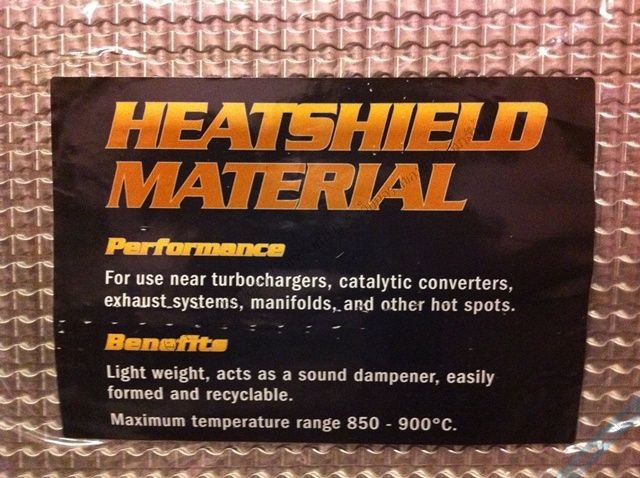 HEATSHIELD
MATERIAL
Performance
For use near turbochargers, catalytic converters,
exhaust systems, manifolds, and other hot spots.
Benefits
Light weight, acts as a sound dampener, easily
formed and recyclable.
Maximum temperature range 850 - 900°C.